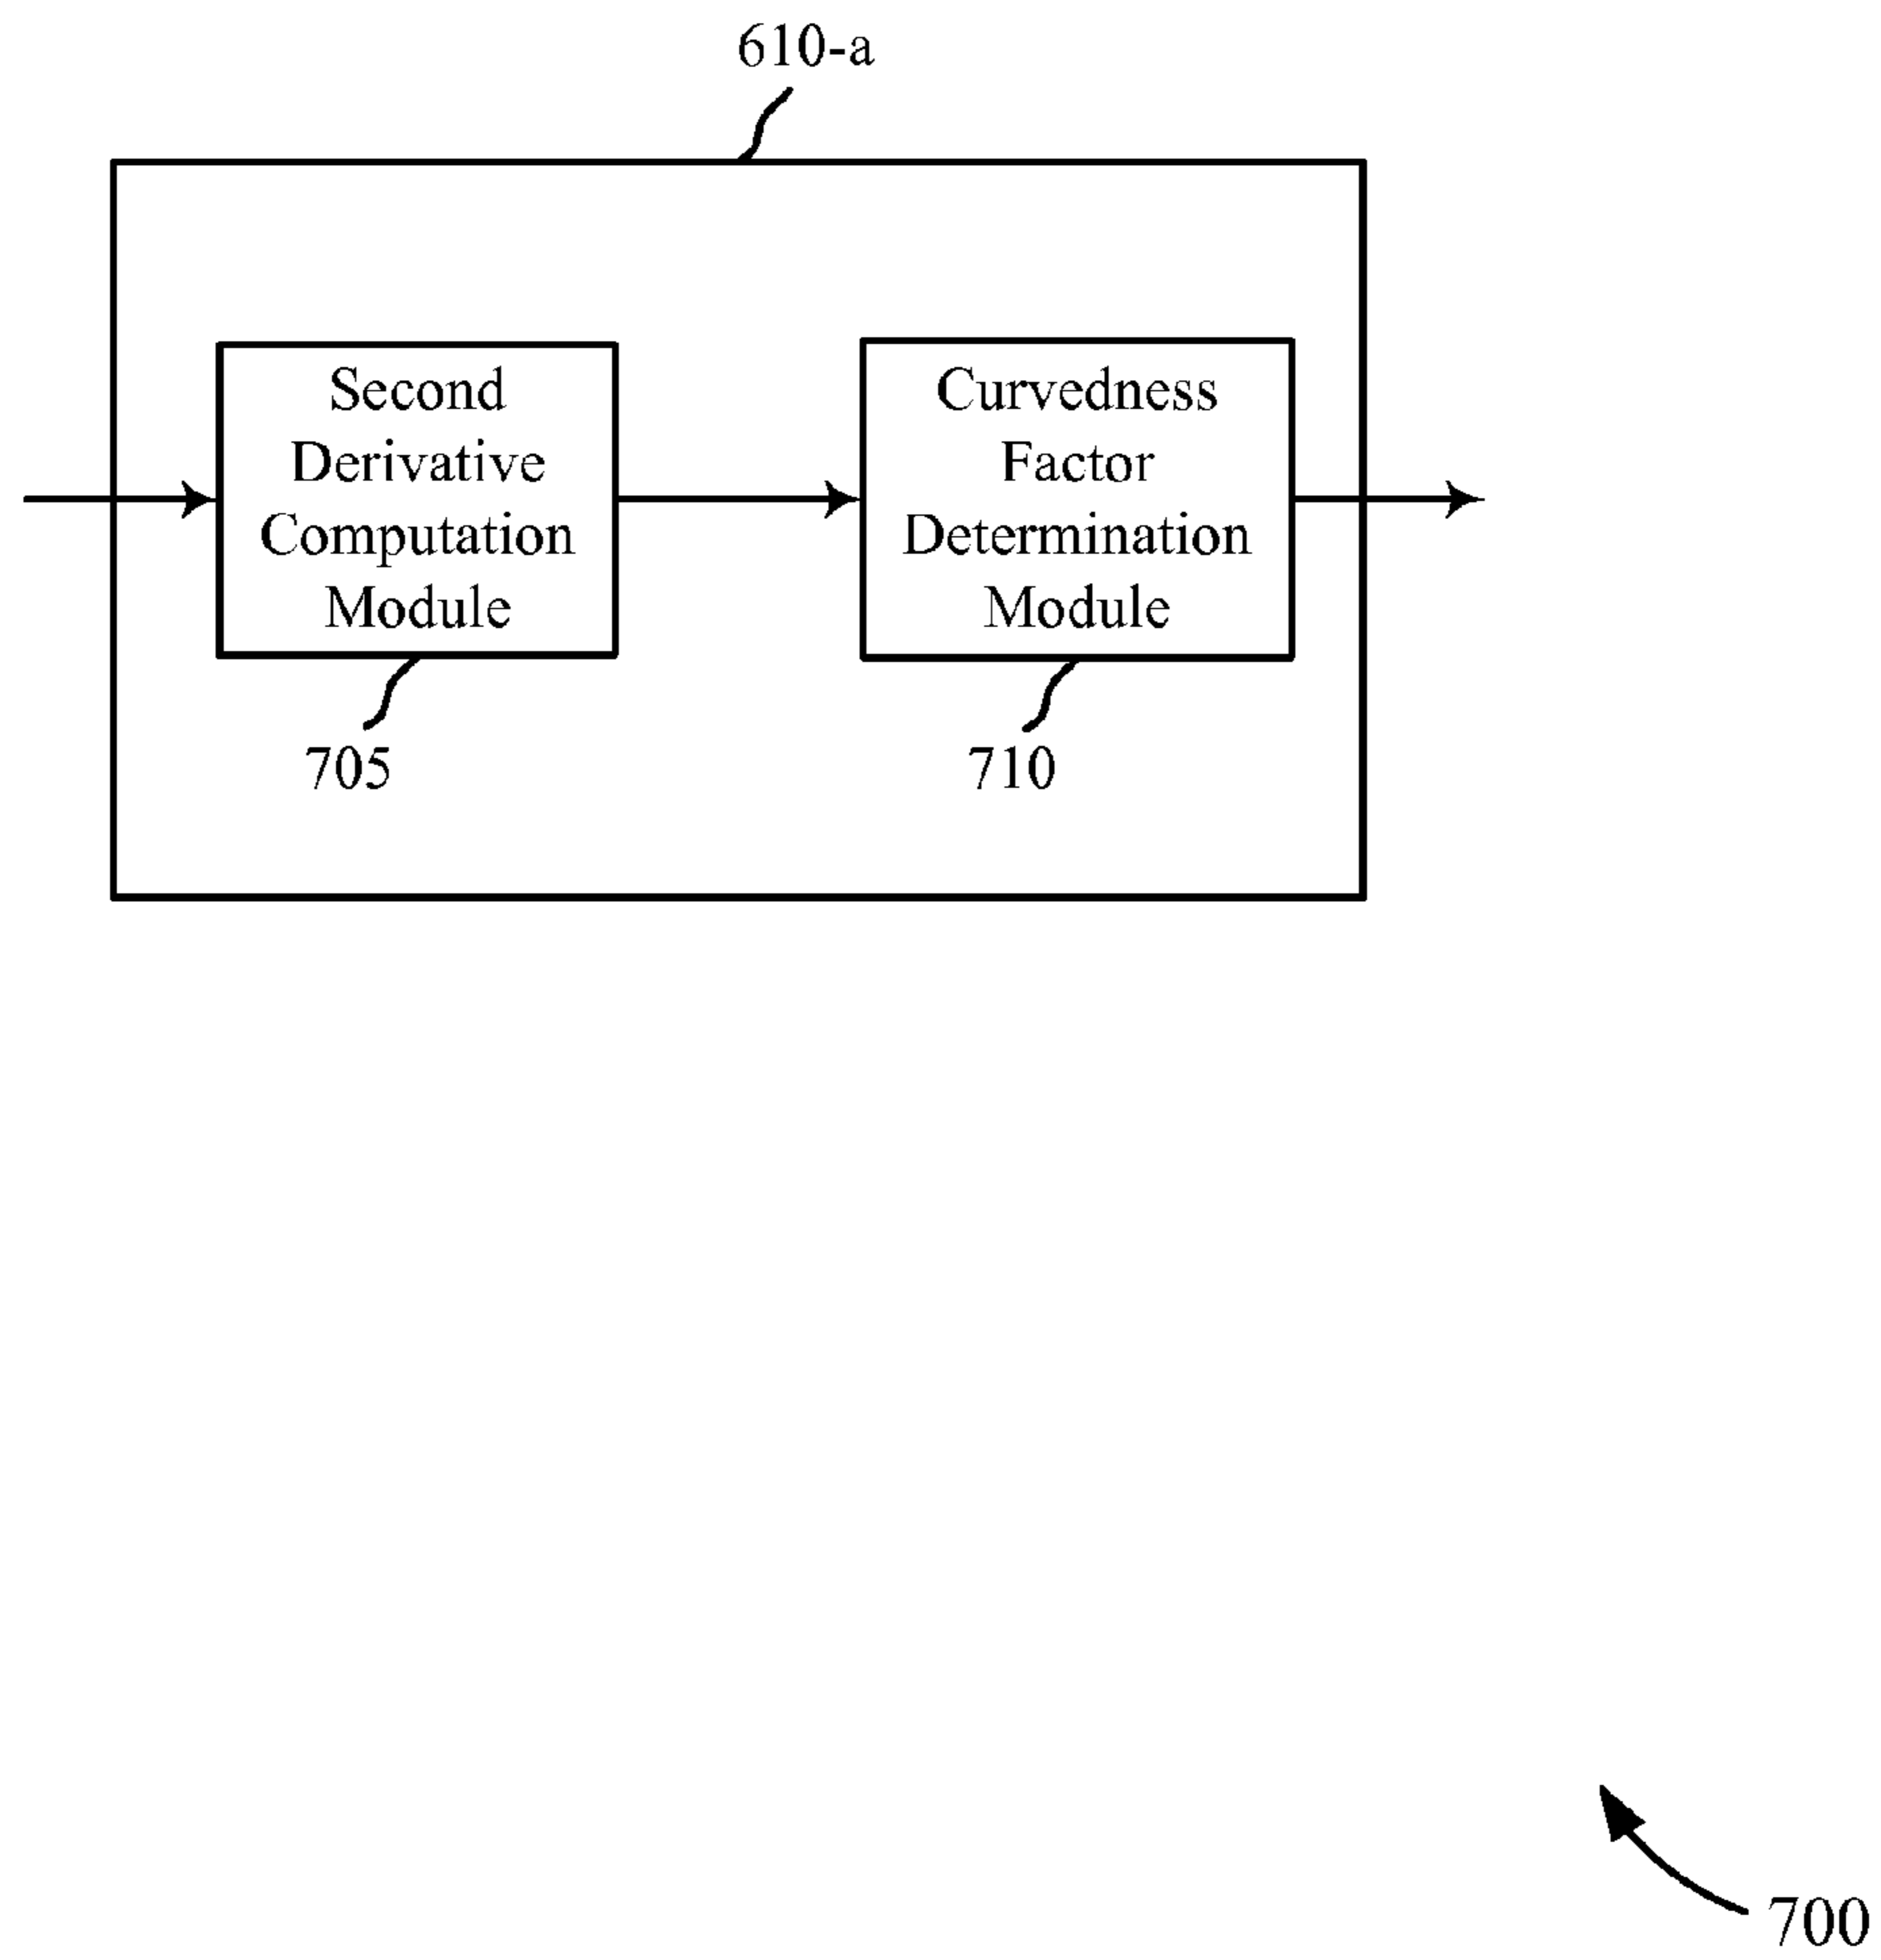 610-a
Second
Derivative
Computation
Module
Curvedness
Factor
Determination
Module
705
710
700